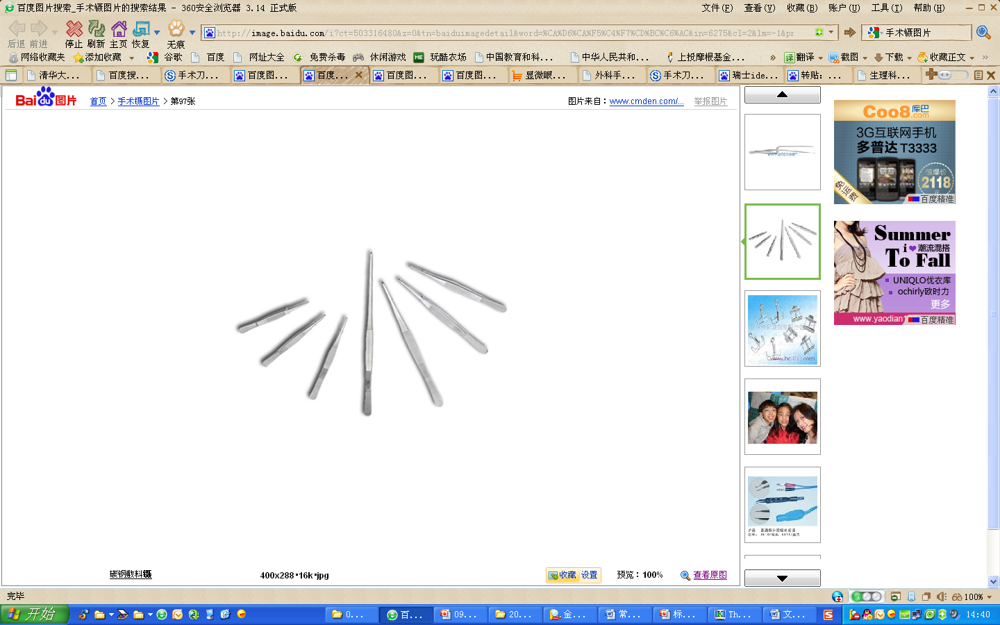 百度图片搜索_手术镊图片的搜索结果 - 360安全浏览器 3.14 正式版
文件(F) 查看(V) 收藏(B) 账户(U) 工具(T) 帮助(H)
后退 前进 停止 刷新 主页 恢复 无痕
http://image.baidu.com/i?ct=503316480&z=0&tn=baiduimagedetail&word=%CA%D6%CA%F5%C4%F7%CD%BC%C6%AC&in=6275&cl=2&lm=-1&pr
手术镊图片
网络收藏夹 添加收藏 谷歌 百度 网址大全 免费杀毒 休闲游戏 ME 玩酷农场 中国教育和科... 中华人民共和... 上投摩根基金... » 翻译 截图 下载 收藏正文 »
清华大... 百度搜... 手术刀... 百度图... 百度... 百度图... 百度图... 显微眼... 外科手... 手术刀... 瑞士ide... 转贴: ... 生理科...
Bai du 图片
首页 > 手术镊图片 > 第97张
图片来自：www.cmden.com/... 举报图片
Coo8 库巴 .com
3G互联网手机
多普达 T3333
惊爆价
2118
元
免运费
百度精准
Summer
i 潮流混搭
To Fall
UNIQLO优衣库
ochirly欧时力
更多
www.yaodian1
百度精准
碳钢敷料镊
400x288•16k•jpg
收藏 设置
预览：100%
查看原图
完毕
100%
开始
0... 百... 09... 20... 金... 常... 标... Th... 文...
14:40